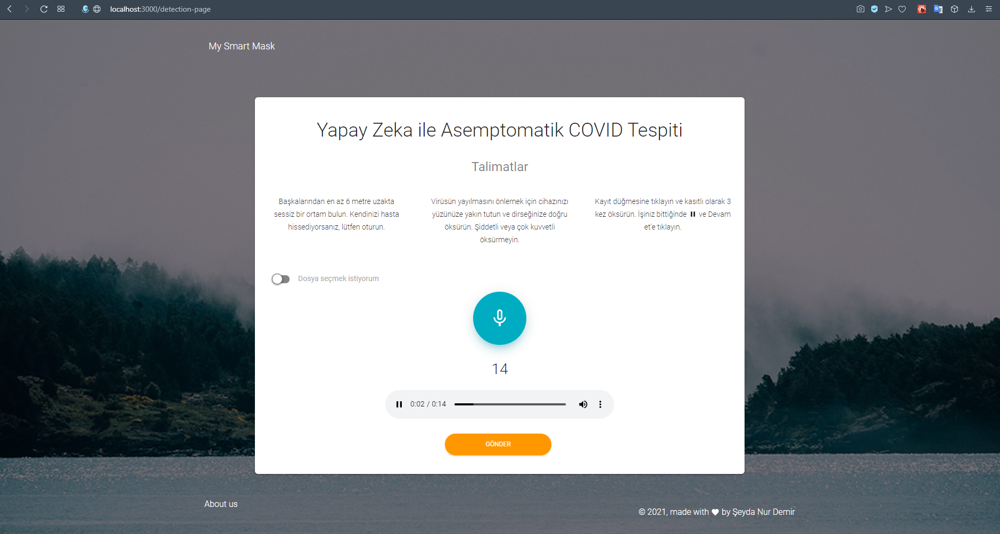 localhost:3000/detection-page
My Smart Mask
Yapay Zeka ile Asemptomatik COVID Tespiti
Talimatlar
Başkalarından en az 6 metre uzakta
sessiz bir ortam bulun. Kendinizi hasta
hissediyorsanız, lütfen oturun.
Virüsün yayılmasını önlemek için cihazınızı
yüzünüze yakın tutun ve dirseğinize doğru
öksürün. Şiddetli veya çok kuvvetli
öksürmeyin.
Kayıt düğmesine tıklayın ve kasıtlı olarak 3
kez öksürün. İşiniz bittiğinde ve Devam
et'e tıklayın.
Dosya seçmek istiyorum
14
0:02 / 0:14
GÖNDER
About us
© 2021, made with by Şeyda Nur Demir